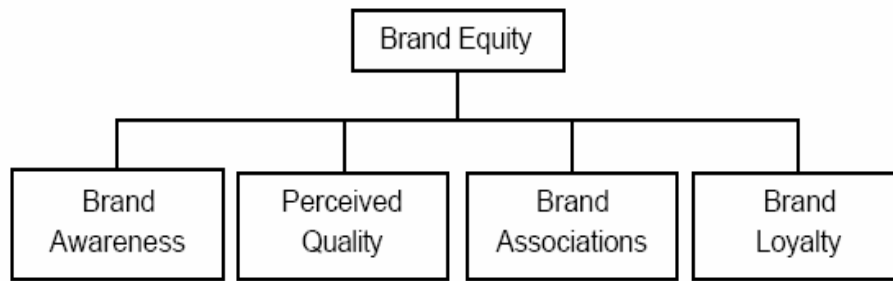 Brand Equity
Brand
Awareness
Perceived
Quality
Brand
Associations
Brand
Loyalty